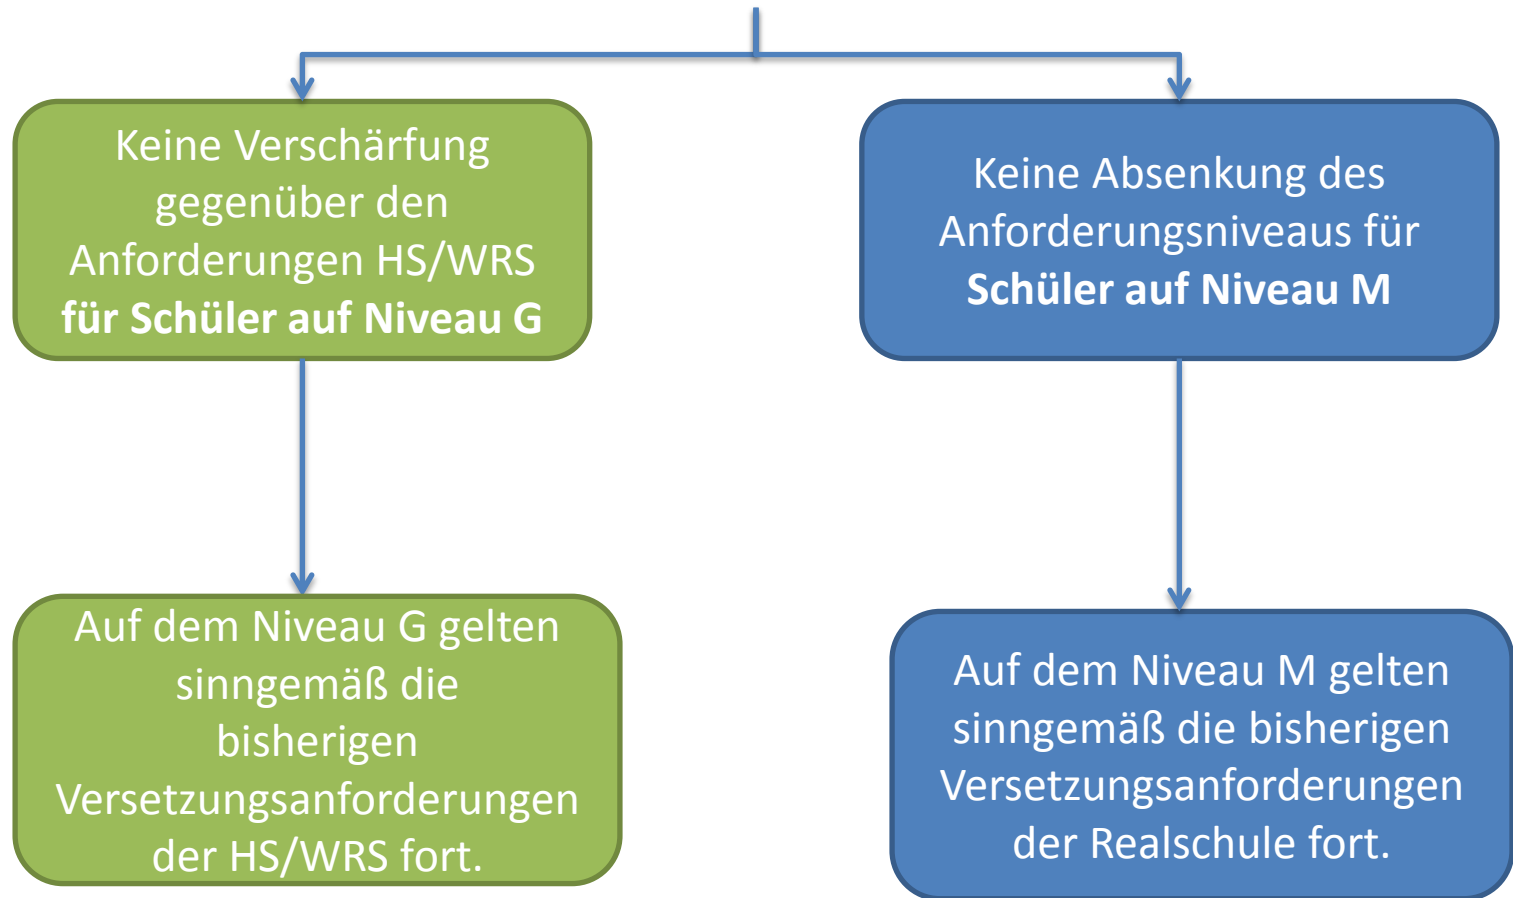 Keine Verschärfung
gegenüber den
Anforderungen HS/WRS
für Schüler auf Niveau G
Keine Absenkung des
Anforderungsniveaus für
Schüler auf Niveau M
Auf dem Niveau G gelten
sinngemäß die
bisherigen
Versetzungsanforderungen
der HS/WRS fort.
Auf dem Niveau M gelten
sinngemäß die bisherigen
Versetzungsanforderungen
der Realschule fort.